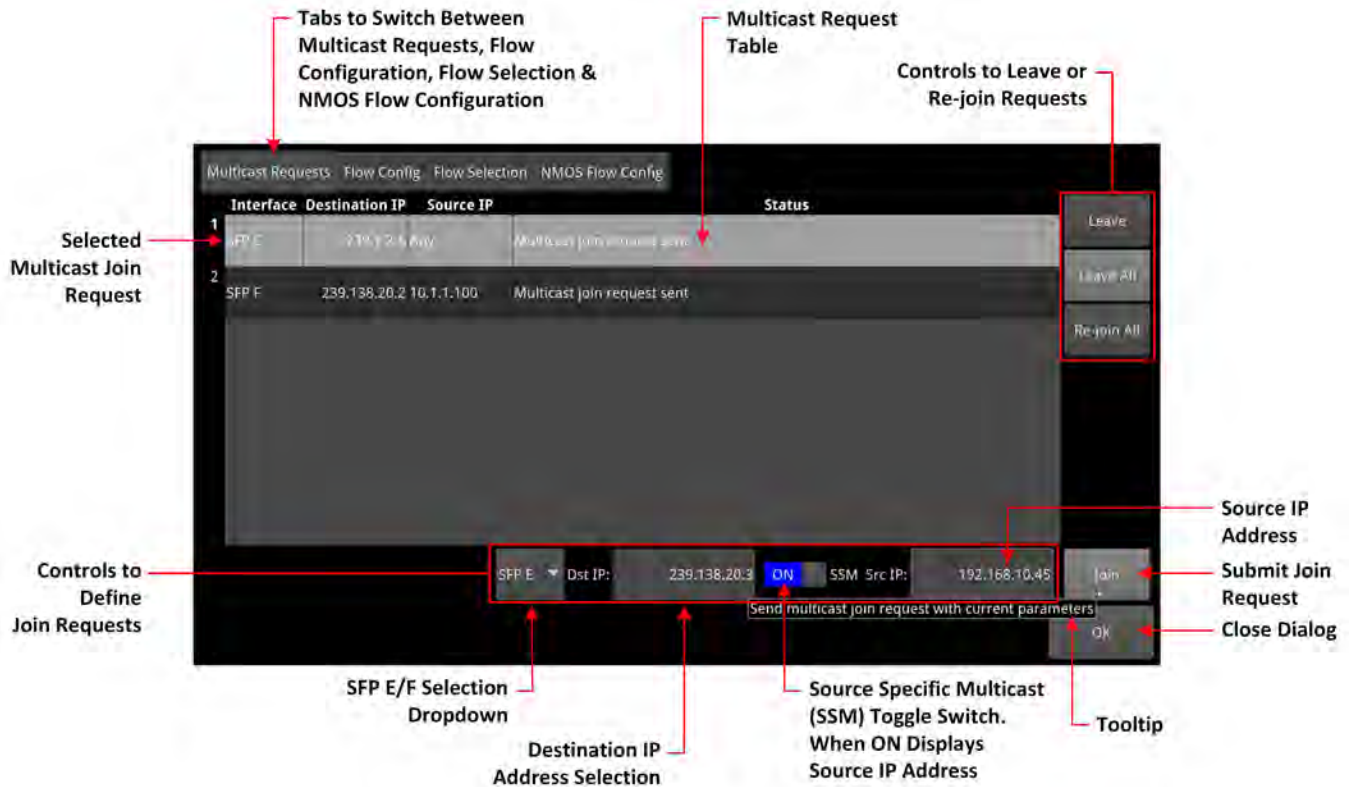 Tabs to Switch Between
Multicast Requests, Flow
Configuration, Flow Selection &
NMOS Flow Configuration
Multicast Request
Table
Controls to Leave or
Re-join Requests
Multicast Requests Flow Config Flow Selection NMOS Flow Config
Interface Destination IP Source IP Status
Leave
1
SFP E Any Multicast join request sent
Selected
Multicast Join
Request
Leave All
2
SFP F 239.138.20.2 10.1.1.100 Multicast join request sent
Re-join All
Source IP
Address
Controls to
Define
Join Requests
SFP E Dst IP: 239.138.20.3 ON SSM Src IP: 192.168.10.45
Join
Submit Join
Request
Send multicast join request with current parameters
OK
Close Dialog
SFP E/F Selection
Dropdown
Destination IP
Address Selection
Source Specific Multicast
(SSM) Toggle Switch.
When ON Displays
Source IP Address
Tooltip